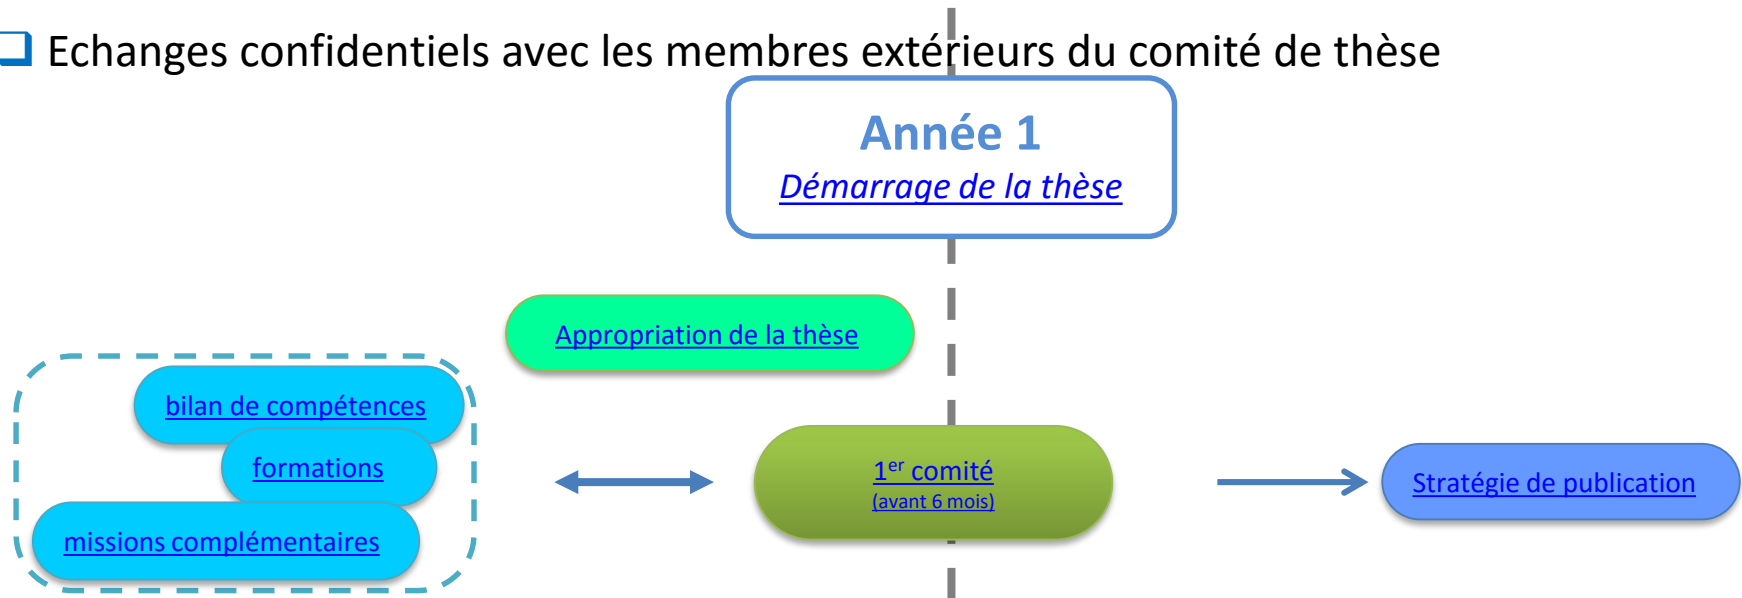 Echanges confidentiels avec les membres extérieurs du comité de thèse
Année 1
Démarrage de la thèse
Appropriation de la thèse
bilan de compétences
formations
missions complémentaires
1er comité
(avant 6 mois)
Stratégie de publication